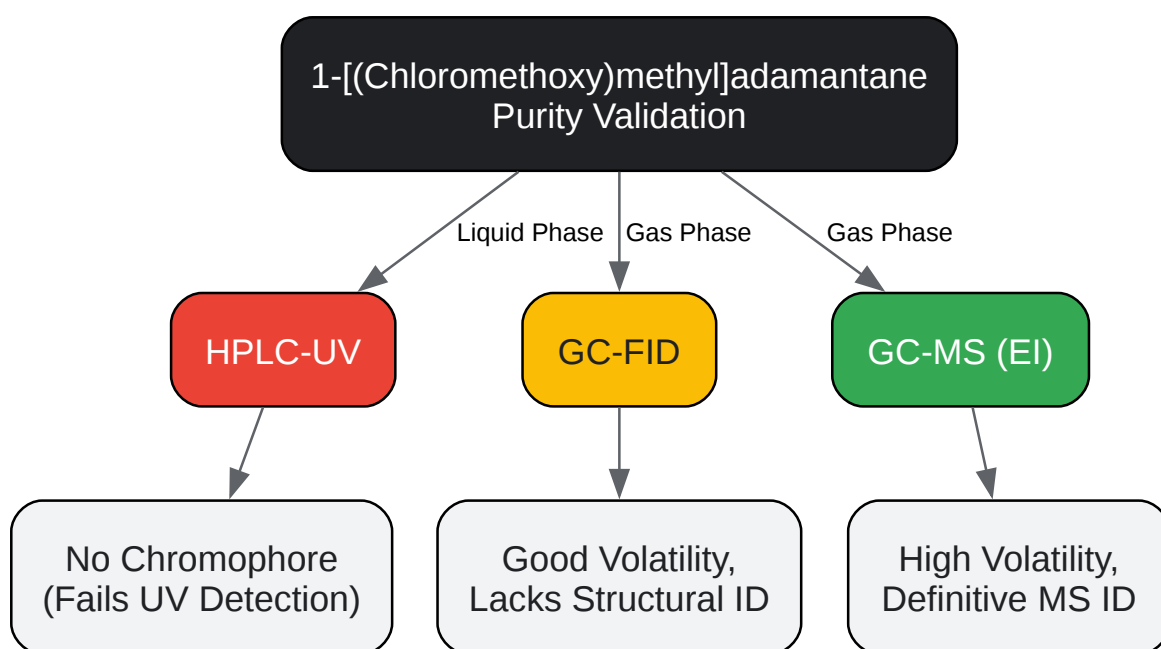 1-[(Chloromethoxy)methyl]adamantane
Purity Validation
Liquid Phase
Gas Phase
Gas Phase
HPLC-UV
GC-FID
GC-MS (EI)
No Chromophore
(Fails UV Detection)
Good Volatility,
Lacks Structural ID
High Volatility,
Definitive MS ID